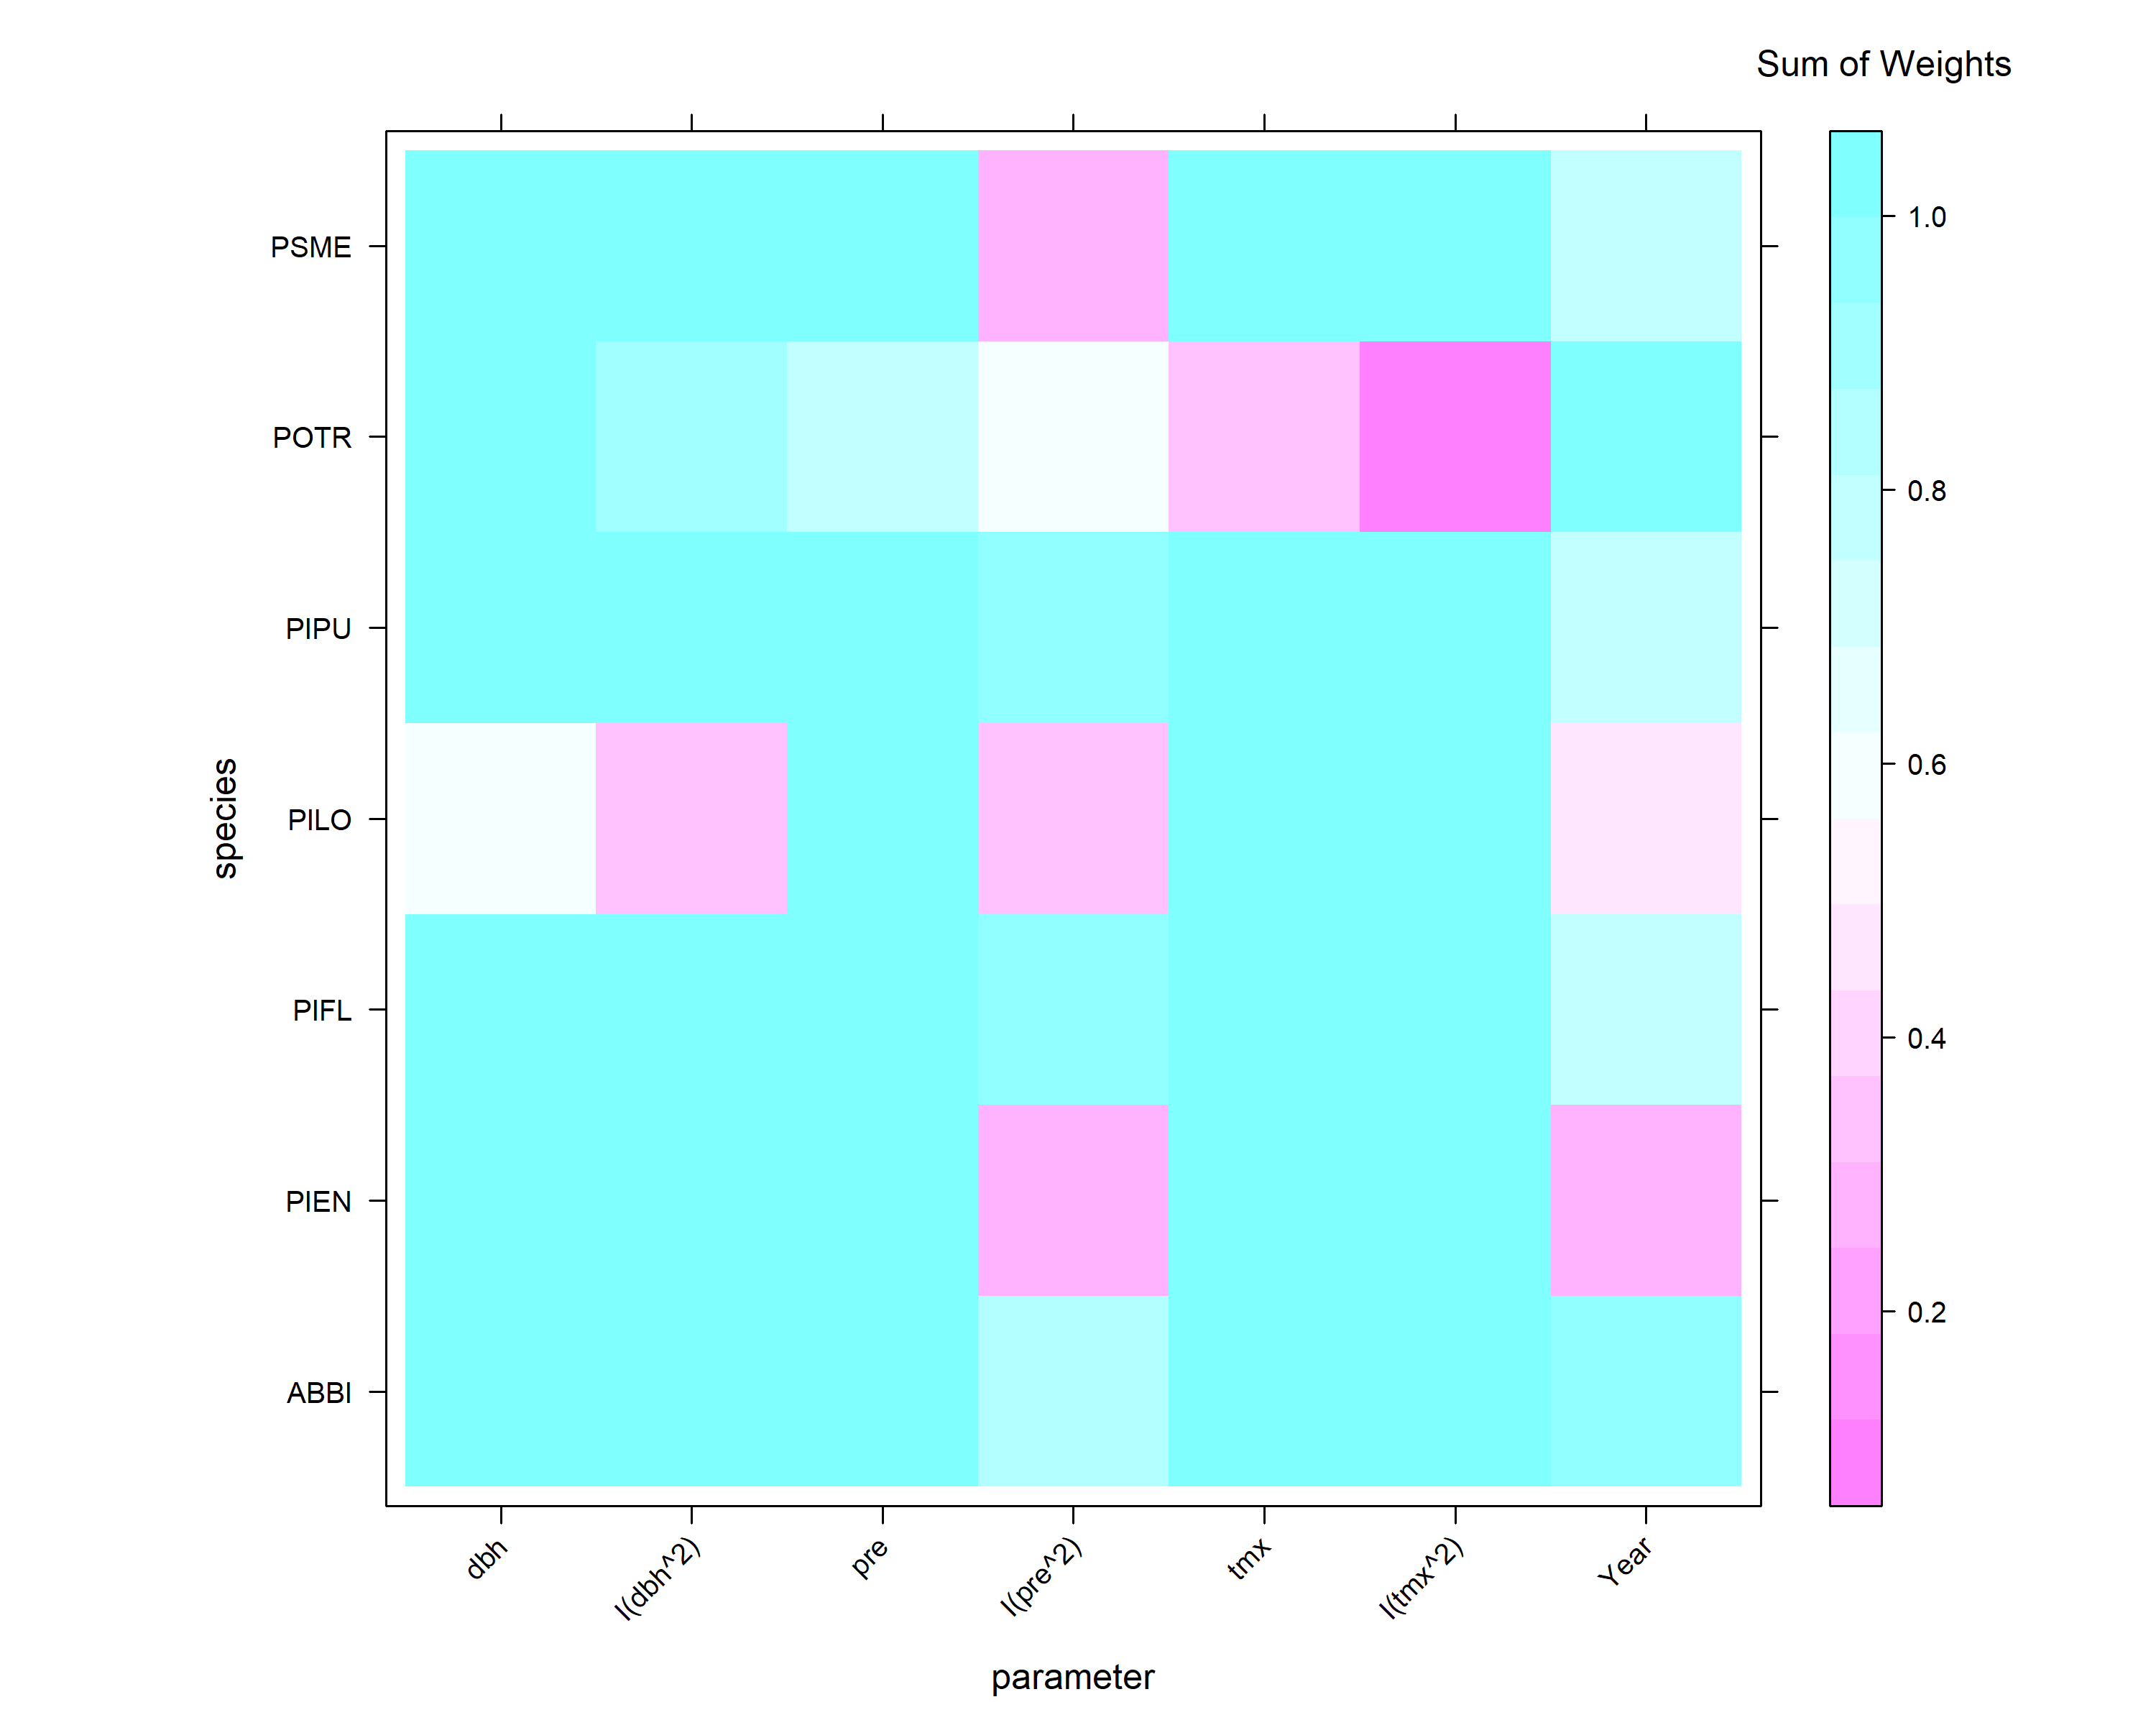 Sum of Weights
PSME
POTR
PIPU
PILO
PIFL
PIEN
ABBI
species
1.0
0.8
0.6
0.4
0.2
dbh
I(dbh^2)
pre
I(pre^2)
tmx
I(tmx^2)
Year
parameter